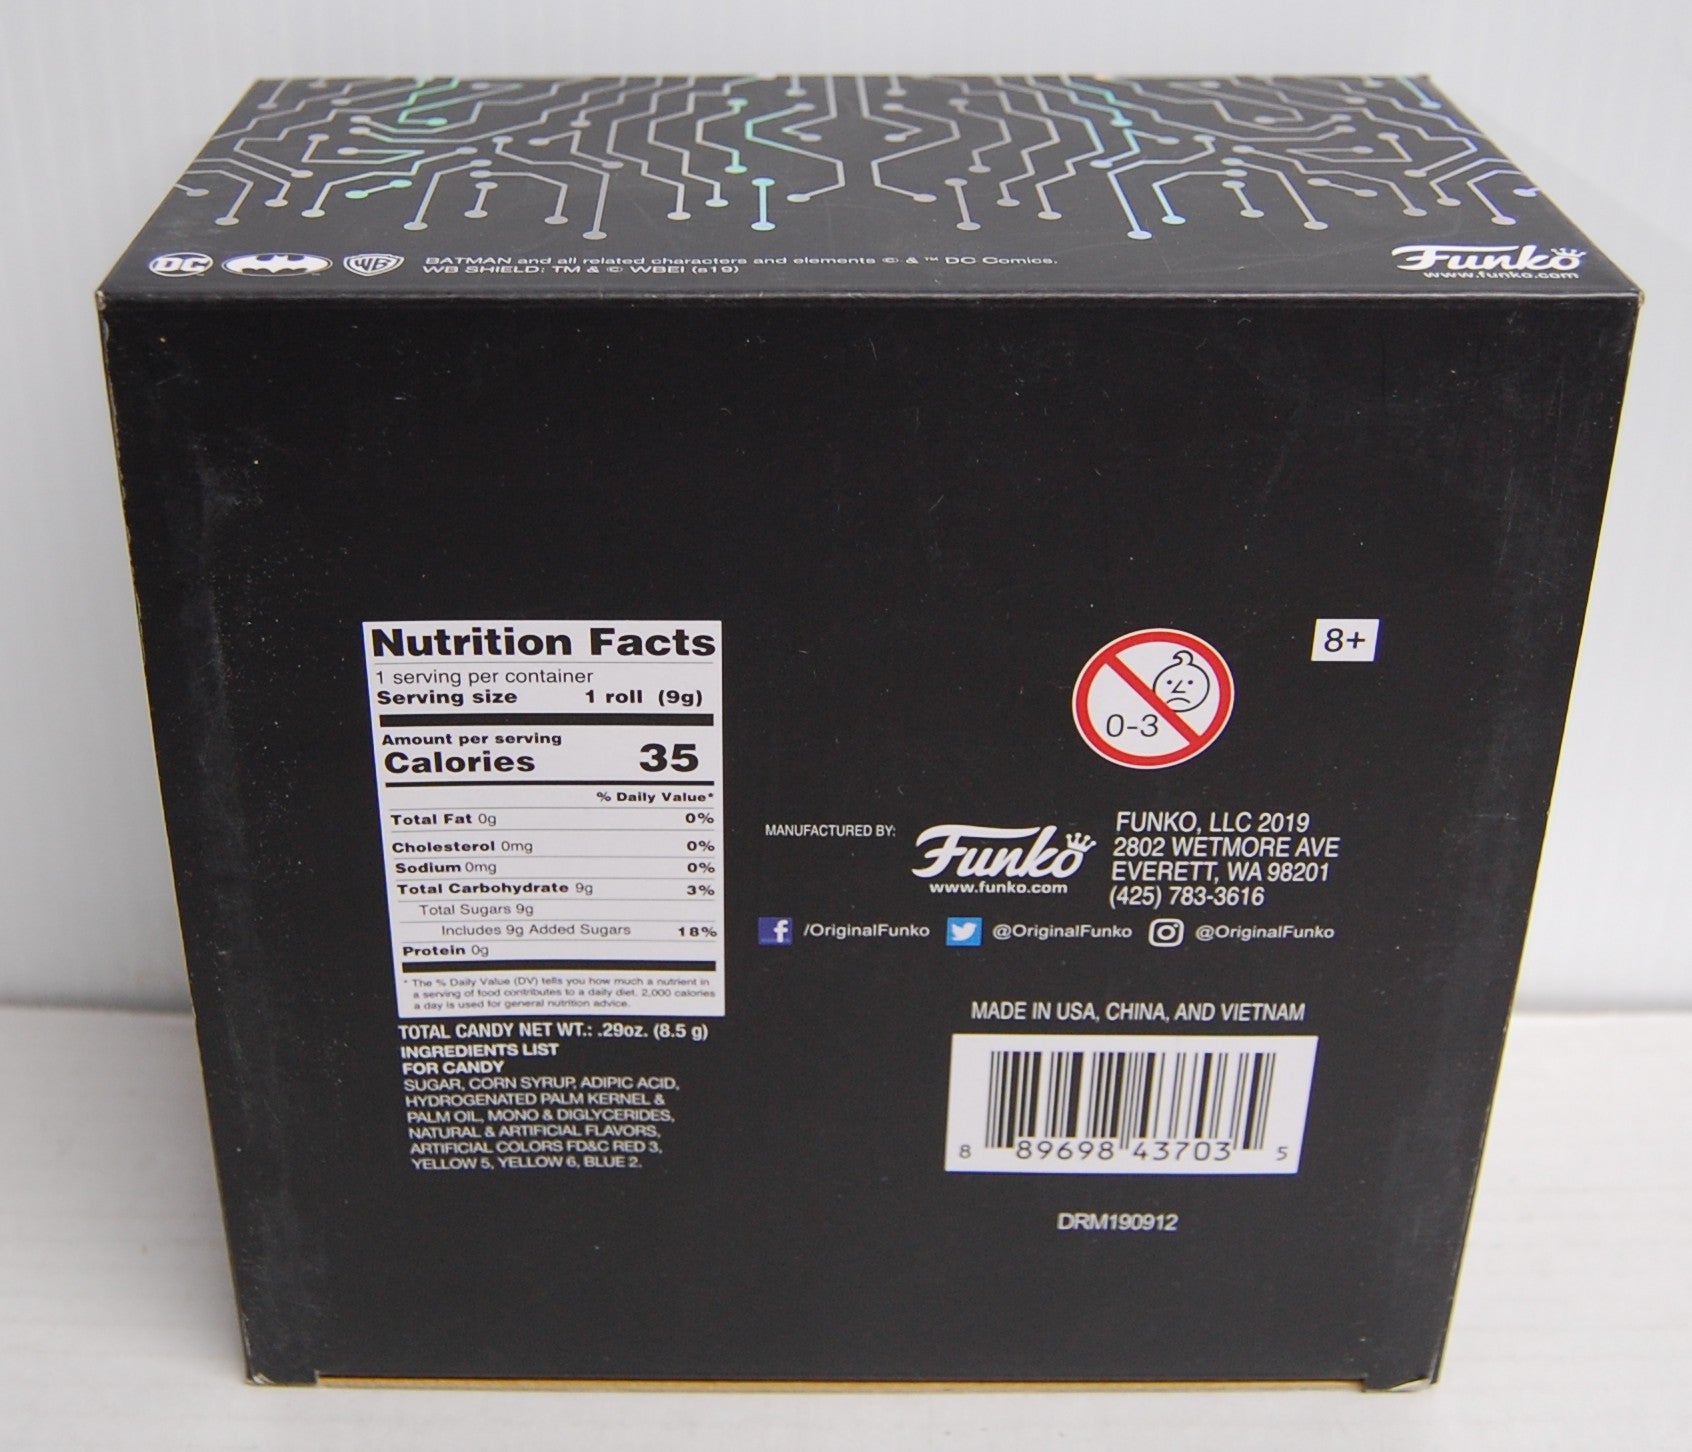 DC
WB
BATMAN and all related characters and elements © & ™ DC Comics.
WB SHIELD: TM & © WBEI (s19)
Funko
www.funko.com
Nutrition Facts
1 serving per container
Serving size 1 roll (9g)
Amount per serving
Calories 35
% Daily Value*
Total Fat 0g 0%
Cholesterol 0mg 0%
Sodium 0mg 0%
Total Carbohydrate 9g 3%
Total Sugars 9g
Includes 9g Added Sugars 18%
Protein 0g
* The % Daily Value (DV) tells you how much a nutrient in
a serving of food contributes to a daily diet. 2,000 calories
a day is used for general nutrition advice.
TOTAL CANDY NET WT.: .29oz. (8.5 g)
INGREDIENTS LIST
FOR CANDY
SUGAR, CORN SYRUP, ADIPIC ACID,
HYDROGENATED PALM KERNEL &
PALM OIL, MONO & DIGLYCERIDES,
NATURAL & ARTIFICIAL FLAVORS,
ARTIFICIAL COLORS FD&C RED 3,
YELLOW 5, YELLOW 6, BLUE 2.
0-3
8+
MANUFACTURED BY:
Funko
www.funko.com
FUNKO, LLC 2019
2802 WETMORE AVE
EVERETT, WA 98201
(425) 783-3616
f /OriginalFunko @OriginalFunko @OriginalFunko
MADE IN USA, CHINA, AND VIETNAM
8 89698 43703 5
DRM190912